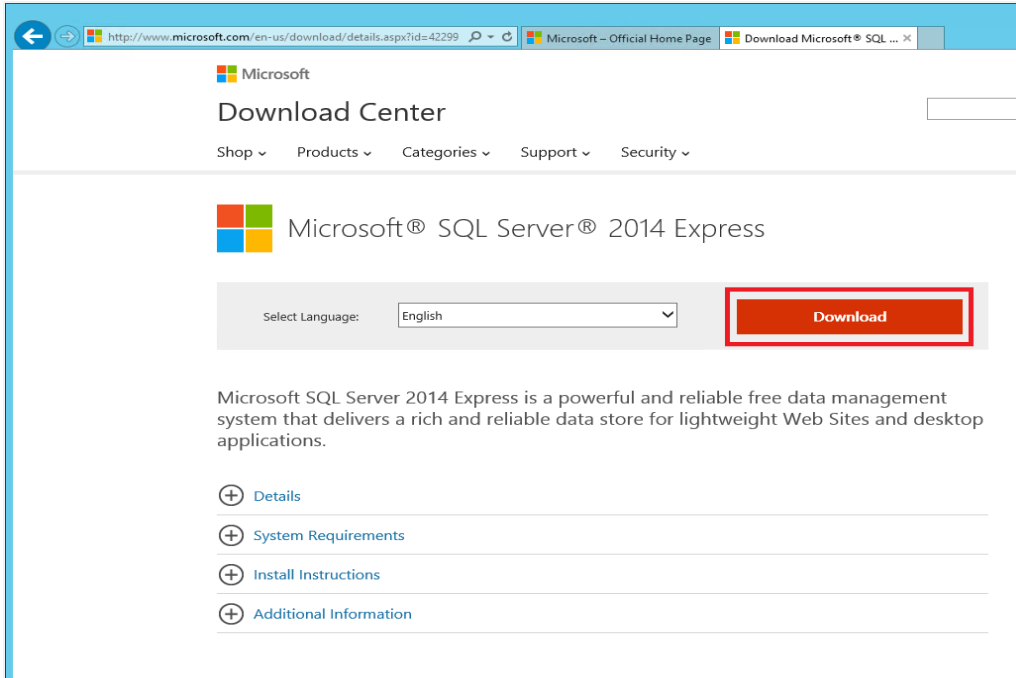 http://www.microsoft.com/en-us/download/details.aspx?id=42299
Microsoft – Official Home Page
Download Microsoft® SQL ...
Microsoft
Download Center
Shop Products Categories Support Security
Microsoft® SQL Server® 2014 Express
Select Language: English Download
Microsoft SQL Server 2014 Express is a powerful and reliable free data management
system that delivers a rich and reliable data store for lightweight Web Sites and desktop
applications.
Details
System Requirements
Install Instructions
Additional Information